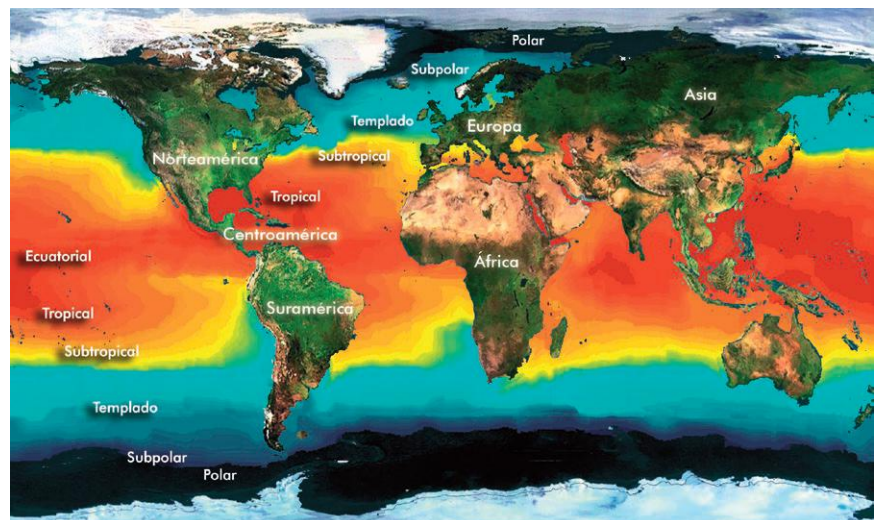 Polar
Subpolar
Asia
Templado
Europa
Norteamérica
Subtropical
Tropical
Centroamérica
Ecuatorial
África
Suramérica
Tropical
Subtropical
Templado
Subpolar
Polar